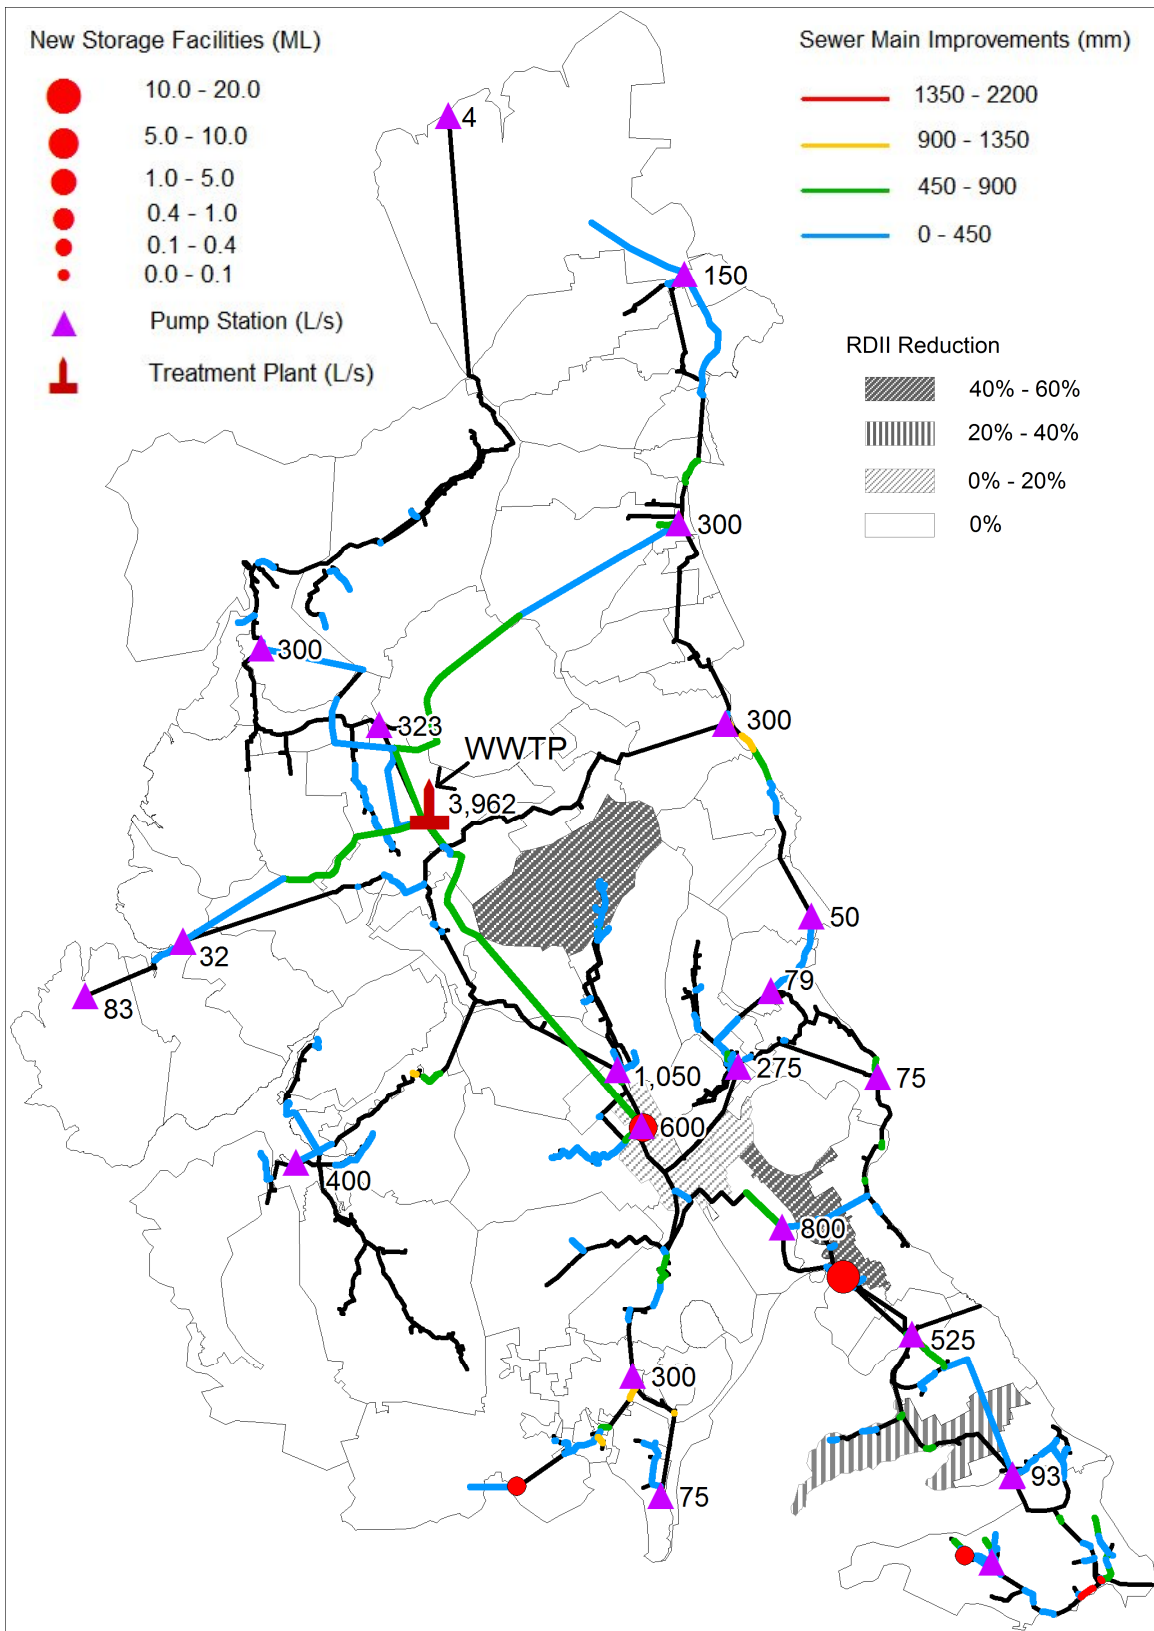 New Storage Facilities (ML)
10.0 - 20.0
5.0 - 10.0
1.0 - 5.0
0.4 - 1.0
0.1 - 0.4
0.0 - 0.1
Pump Station (L/s)
Treatment Plant (L/s)
Sewer Main Improvements (mm)
1350 - 2200
900 - 1350
450 - 900
0 - 450
RDII Reduction
40% - 60%
20% - 40%
0% - 20%
0%
4
150
300
300
323
300
WWTP
3,962
50
32
79
83
1,050
275
75
600
400
800
525
300
93
75